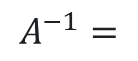 A⁻¹ =